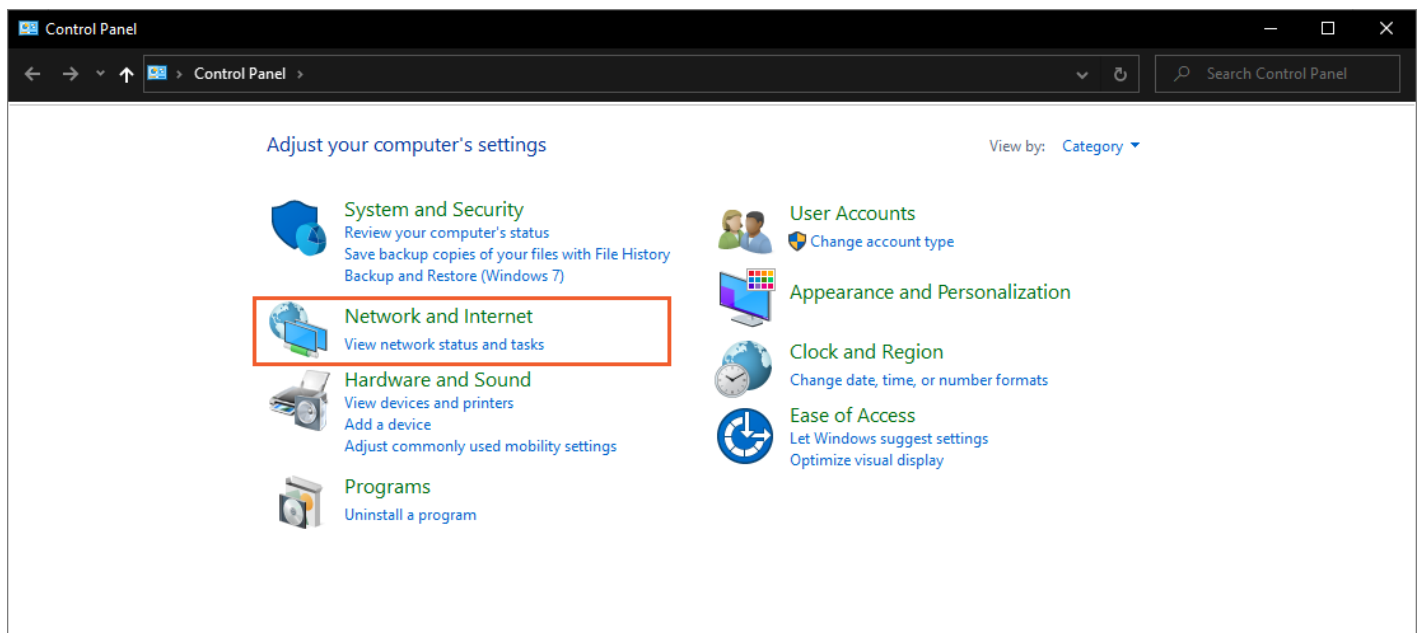 Control Panel
Control Panel
Search Control Panel
Adjust your computer's settings
View by: Category
System and Security
Review your computer's status
Save backup copies of your files with File History
Backup and Restore (Windows 7)
Network and Internet
View network status and tasks
Hardware and Sound
View devices and printers
Add a device
Adjust commonly used mobility settings
Programs
Uninstall a program
User Accounts
Change account type
Appearance and Personalization
Clock and Region
Change date, time, or number formats
Ease of Access
Let Windows suggest settings
Optimize visual display